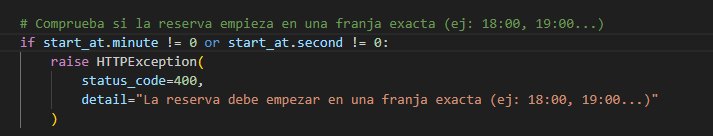 # Comprueba si la reserva empieza en una franja exacta (ej: 18:00, 19:00...)
if start_at.minute != 0 or start_at.second != 0:
    raise HTTPException(
        status_code=400,
        detail="La reserva debe empezar en una franja exacta (ej: 18:00, 19:00...)"
    )